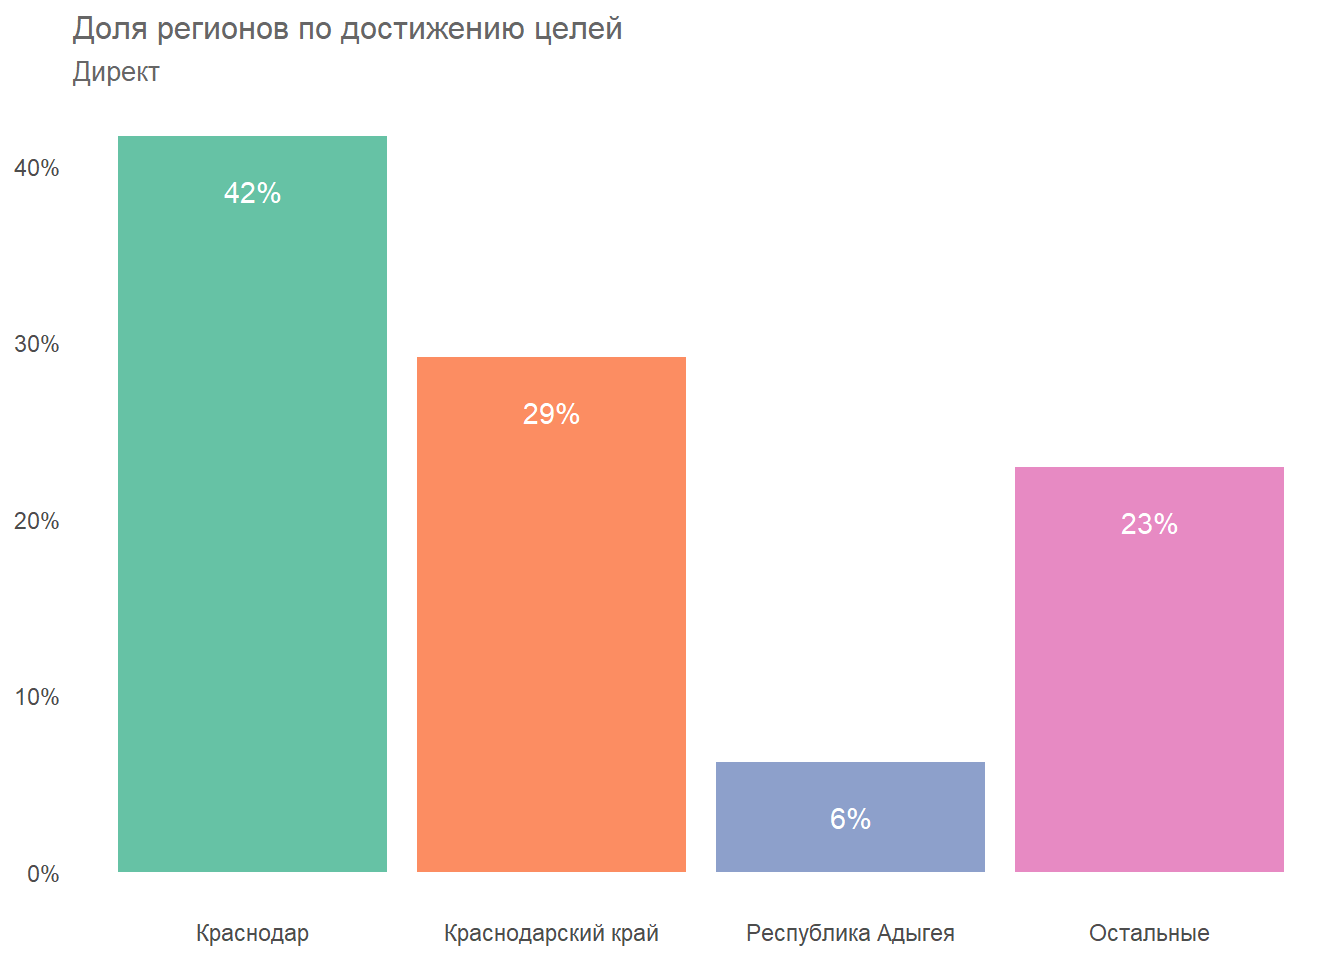 Доля регионов по достижению целей
Директ
40%
30%
20%
10%
0%
42%
29%
6%
23%
Краснодар
Краснодарский край
Республика Адыгея
Остальные